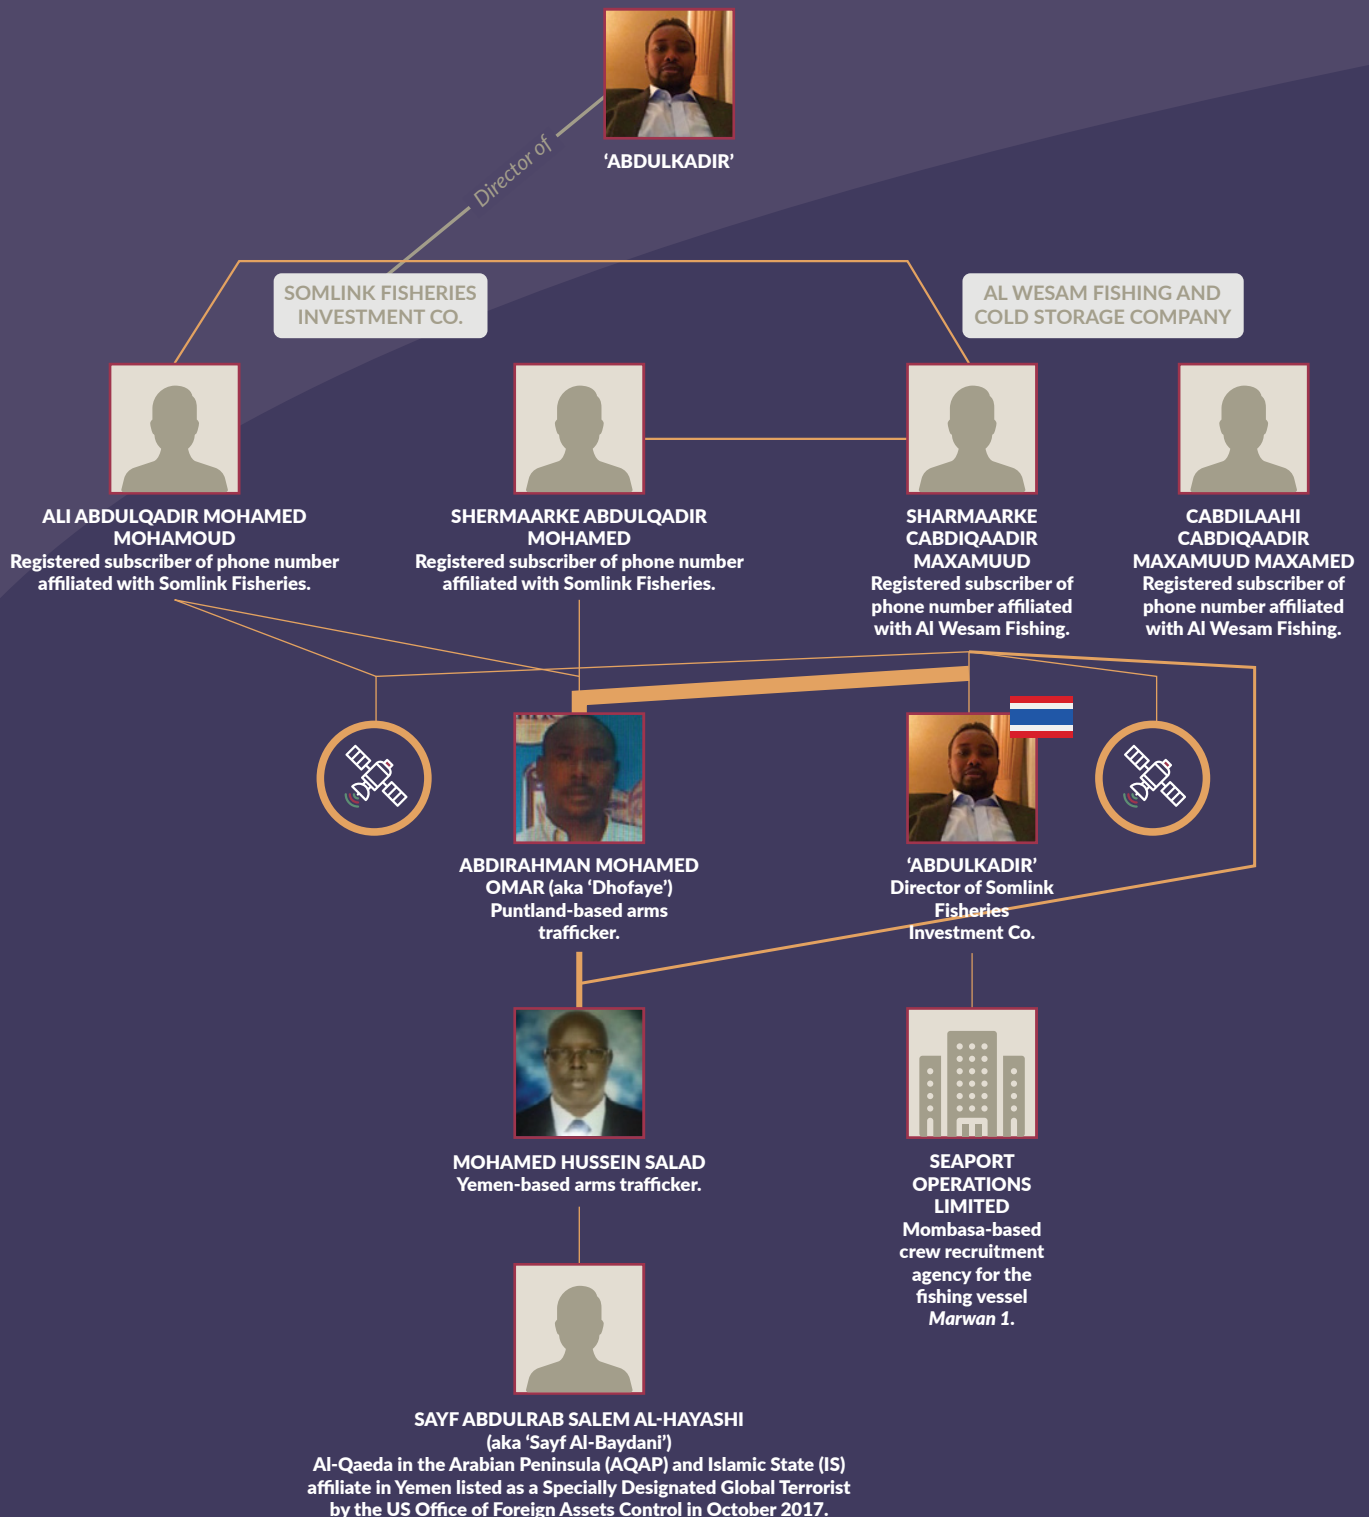 ‘ABDULKADIR’
Director of
SOMLINK FISHERIES
INVESTMENT CO.
AL WESAM FISHING AND
COLD STORAGE COMPANY
ALI ABDULQADIR MOHAMED
MOHAMOUD
Registered subscriber of phone number
affiliated with Somlink Fisheries.
SHERMAARKE ABDULQADIR
MOHAMED
Registered subscriber of phone number
affiliated with Somlink Fisheries.
SHARMAARKE
CABDIQAADIR
MAXAMUUD
Registered subscriber of
phone number affiliated
with Al Wesam Fishing.
CABDILAAHI
CABDIQAADIR
MAXAMUUD MAXAMED
Registered subscriber of
phone number affiliated
with Al Wesam Fishing.
ABDIRAHMAN MOHAMED
OMAR (aka ‘Dhofaye’)
Puntland-based arms
trafficker.
‘ABDULKADIR’
Director of Somlink
Fisheries
Investment Co.
MOHAMED HUSSEIN SALAD
Yemen-based arms trafficker.
SEAPORT
OPERATIONS
LIMITED
Mombasa-based
crew recruitment
agency for the
fishing vessel
Marwan 1.
SAYF ABDULRAB SALEM AL-HAYASHI
(aka ‘Sayf Al-Baydani’)
Al-Qaeda in the Arabian Peninsula (AQAP) and Islamic State (IS)
affiliate in Yemen listed as a Specially Designated Global Terrorist
by the US Office of Foreign Assets Control in October 2017.